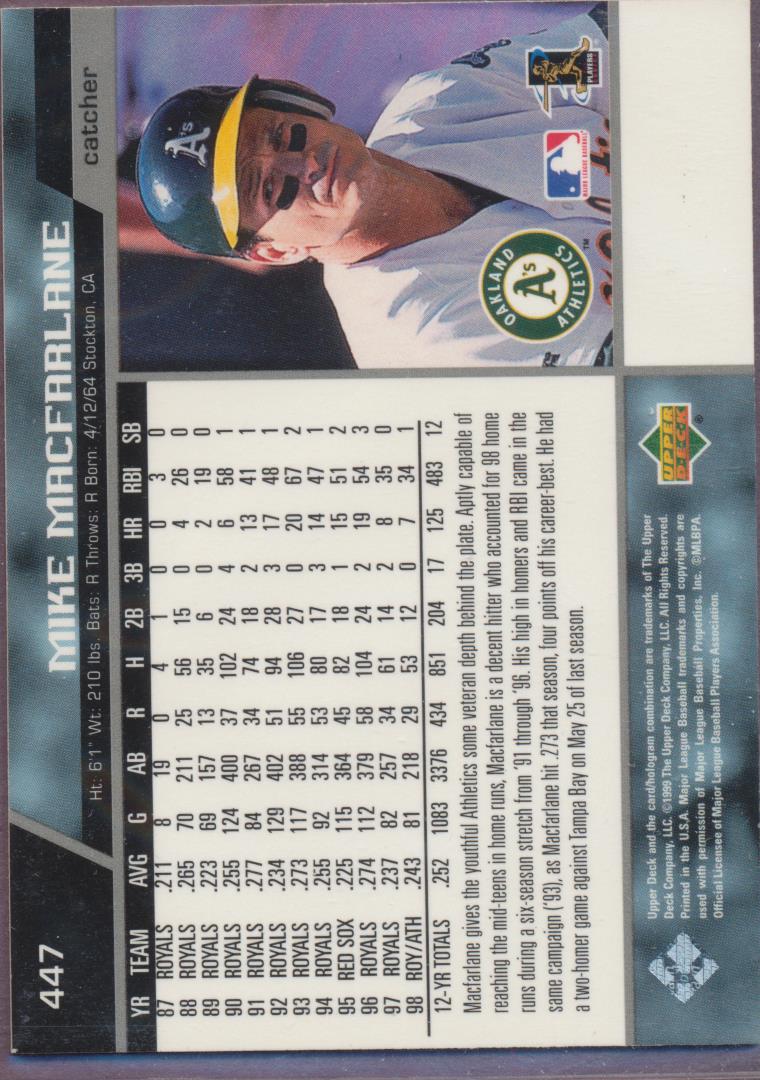 447
MIKE MACFARLANE
catcher
Ht: 6'1" Wt: 210 lbs. Bats: R Throws: R Born: 4/12/64 Stockton, CA
YR TEAM AVG G AB R H 2B 3B HR RBI SB
87 ROYALS .211 8 19 0 4 1 0 0 3 0
88 ROYALS .265 70 211 25 56 15 0 4 26 0
89 ROYALS .223 69 157 13 35 6 0 2 19 0
90 ROYALS .255 124 400 37 102 24 4 6 58 1
91 ROYALS .277 84 267 34 74 18 2 13 41 1
92 ROYALS .234 129 402 51 94 28 3 17 48 1
93 ROYALS .273 117 388 55 106 27 0 20 67 2
94 ROYALS .255 92 314 53 80 17 3 14 47 1
95 RED SOX .225 115 364 45 82 18 1 15 51 2
96 ROYALS .274 112 379 58 104 24 2 19 54 3
97 ROYALS .237 82 257 34 61 14 2 8 35 0
98 ROY/ATH .243 81 218 29 53 12 0 7 34 1
12-YR TOTALS .252 1083 3376 434 851 204 17 125 483 12
Macfarlane gives the youthful Athletics some veteran depth behind the plate. Aptly capable of
reaching the mid-teens in home runs, Macfarlane is a decent hitter who accounted for 98 home
runs during a six-season stretch from '91 through '96. His high in homers and RBI came in the
same campaign ('93), as Macfarlane hit .273 that season, four points off his career-best. He had
a two-homer game against Tampa Bay on May 25 of last season.
A's
OAKLAND
A's
ATHLETICS
TM
MAJOR LEAGUE BASEBALL
PLAYERS
Upper Deck and the card/hologram combination are trademarks of The Upper
Deck Company, LLC. ©1999 The Upper Deck Company, LLC. All Rights Reserved.
Printed in the U.S.A. Major League Baseball trademarks and copyrights are
used with permission of Major League Baseball Properties, Inc. ©MLBPA.
Official Licensee of Major League Baseball Players Association.
UPPER
DECK
®